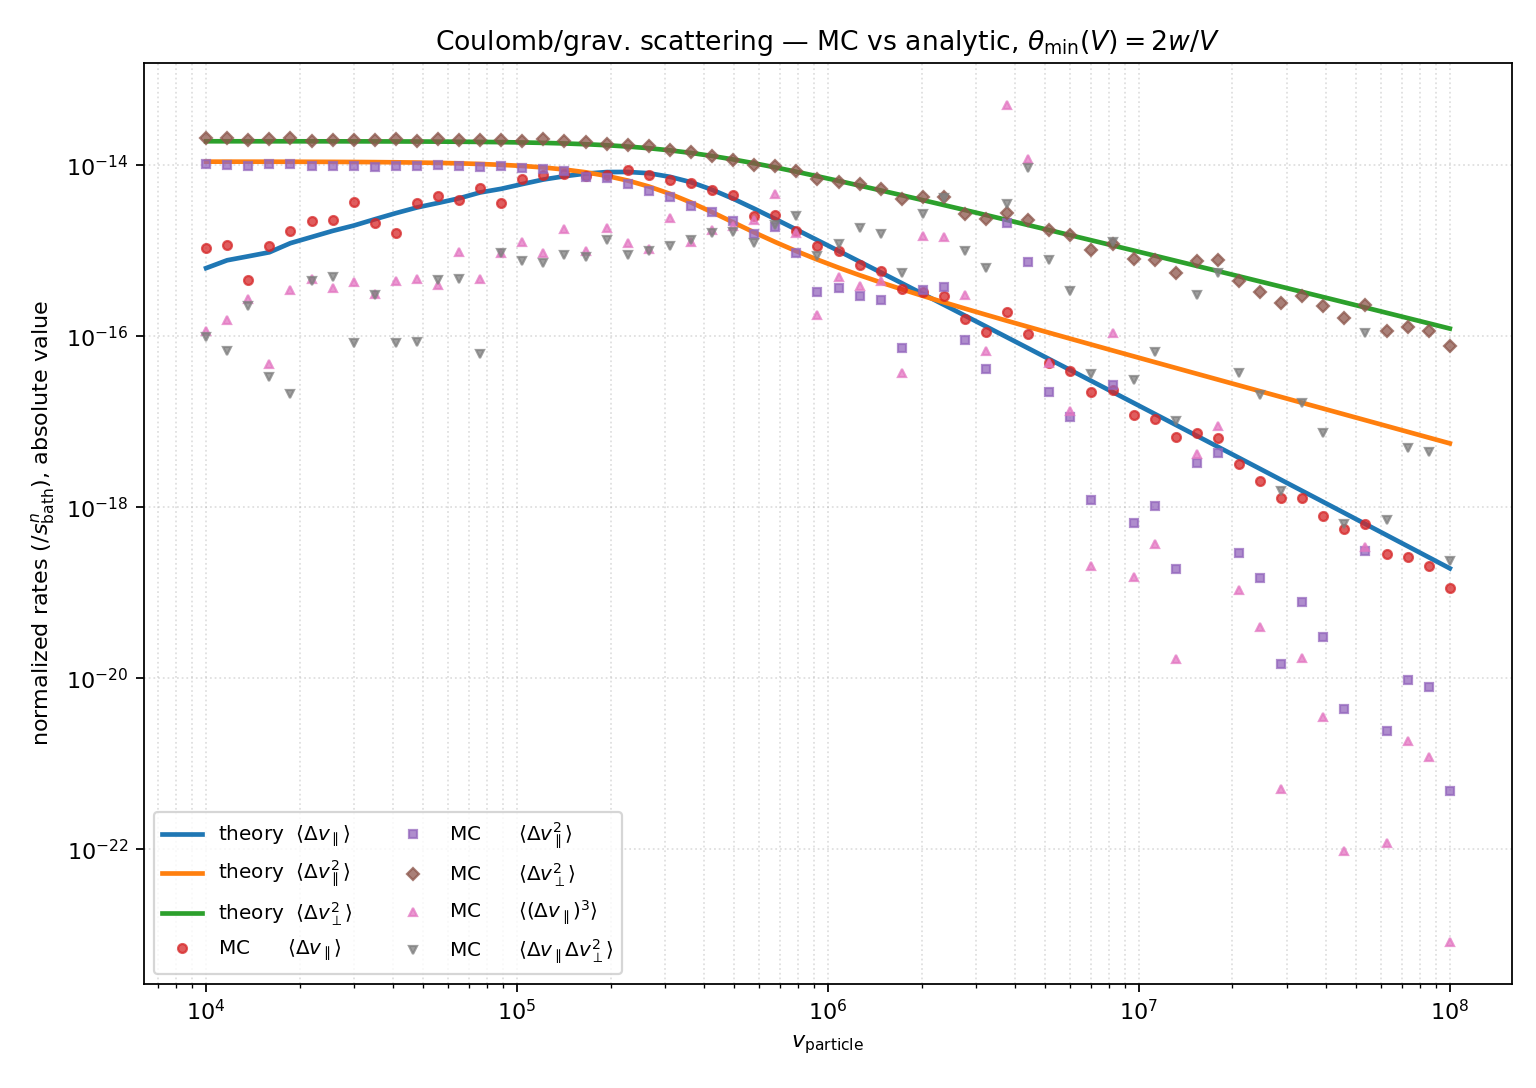 Coulomb/grav. scattering — MC vs analytic, θ_min(V) = 2w/V
normalized rates (/s^n_bath), absolute value
10^−14
10^−16
10^−18
10^−20
10^−22
theory ⟨Δv_∥⟩
theory ⟨Δv_∥^2⟩
theory ⟨Δv_⊥^2⟩
MC ⟨Δv_∥⟩
MC ⟨Δv_∥^2⟩
MC ⟨Δv_⊥^2⟩
MC ⟨(Δv_∥)^3⟩
MC ⟨Δv_∥Δv_⊥^2⟩
10^4 10^5 10^6 10^7 10^8
v_particle